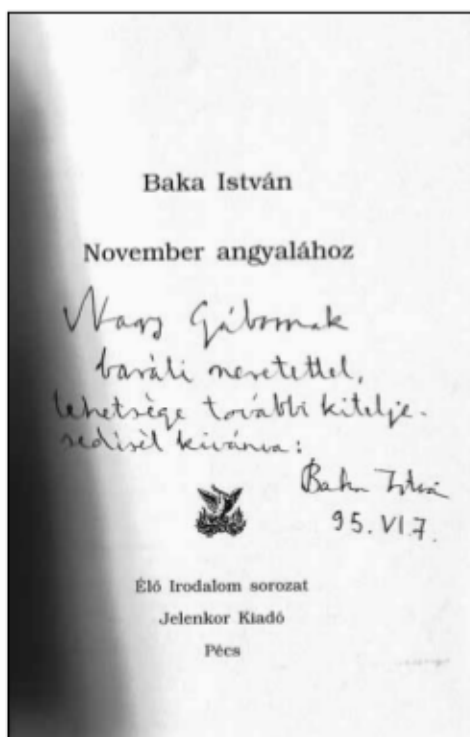 Baka István
November angyalához
Nagy Gábornak
baráti szeretettel,
tehetsége további kitelje-
sedését kívánva:
Baka István
95. VI. 7.
Élő Irodalom sorozat
Jelenkor Kiadó
Pécs